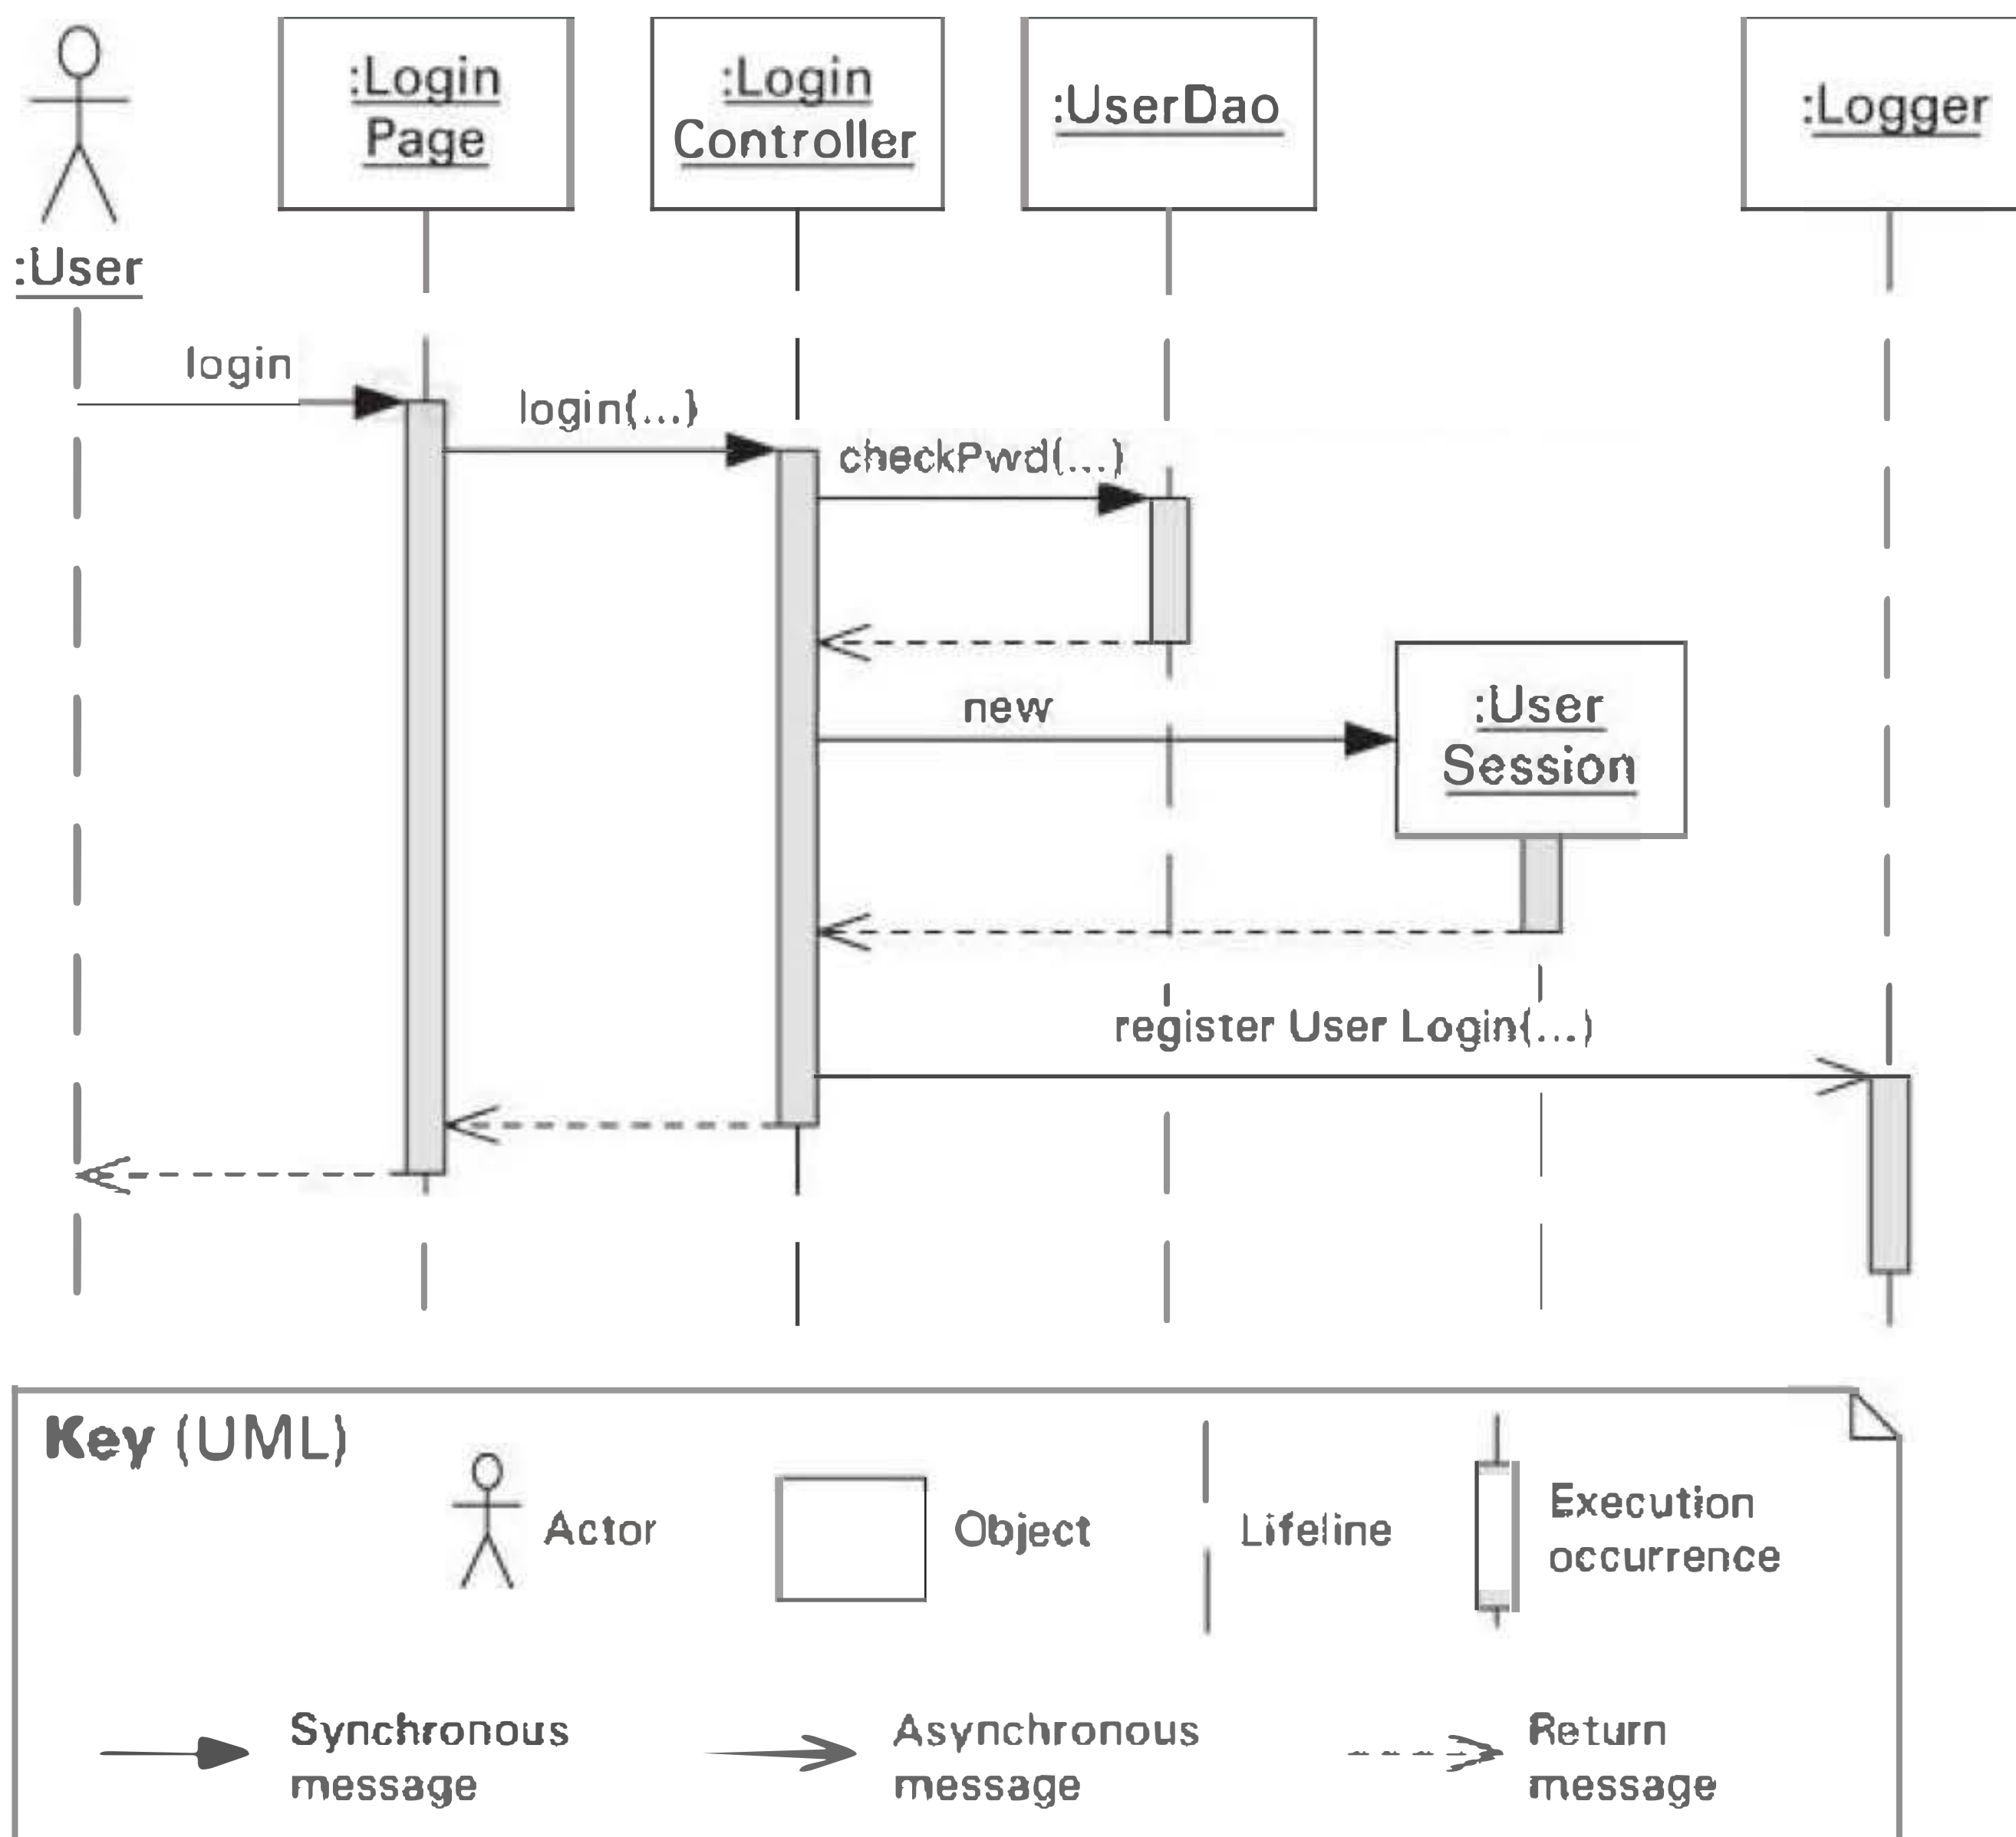 :Login
Page
:Login
Controller
:UserDao
:Logger
:User
login
login(...)
checkPwd(...)
new
:User
Session
register User Login(...)
Key (UML)
Actor
Object
Lifeline
Execution
occurrence
Synchronous
message
Asynchronous
message
Return
message